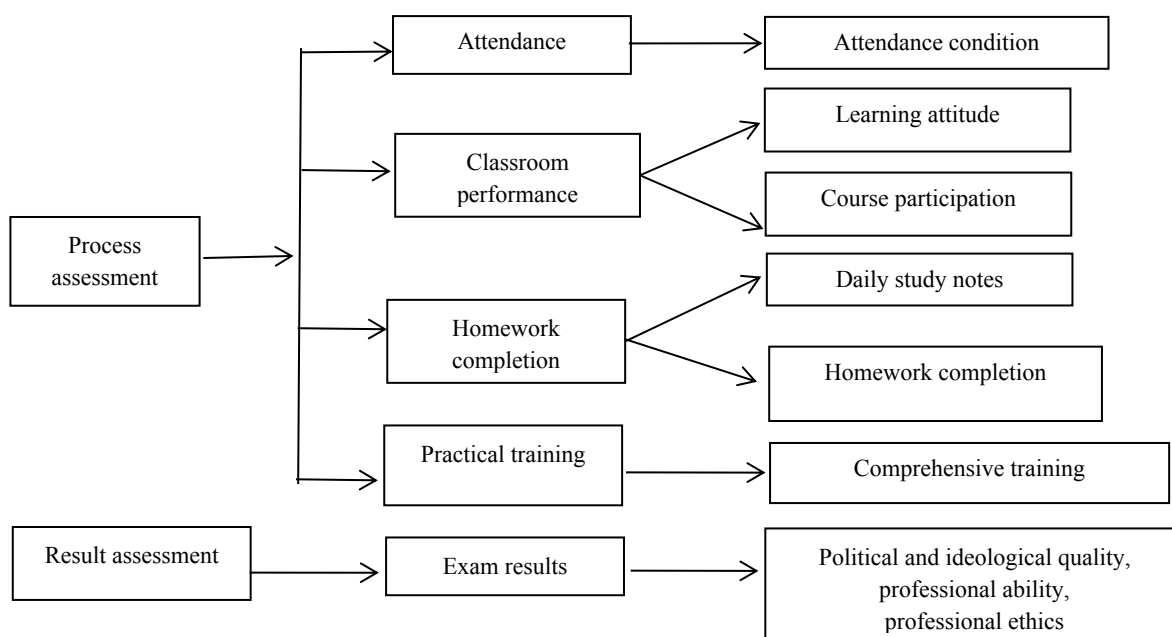 Attendance
Attendance condition
Learning attitude
Classroom
performance
Course participation
Process
assessment
Daily study notes
Homework
completion
Homework completion
Practical training
Comprehensive training
Result assessment
Exam results
Political and ideological quality,
professional ability,
professional ethics